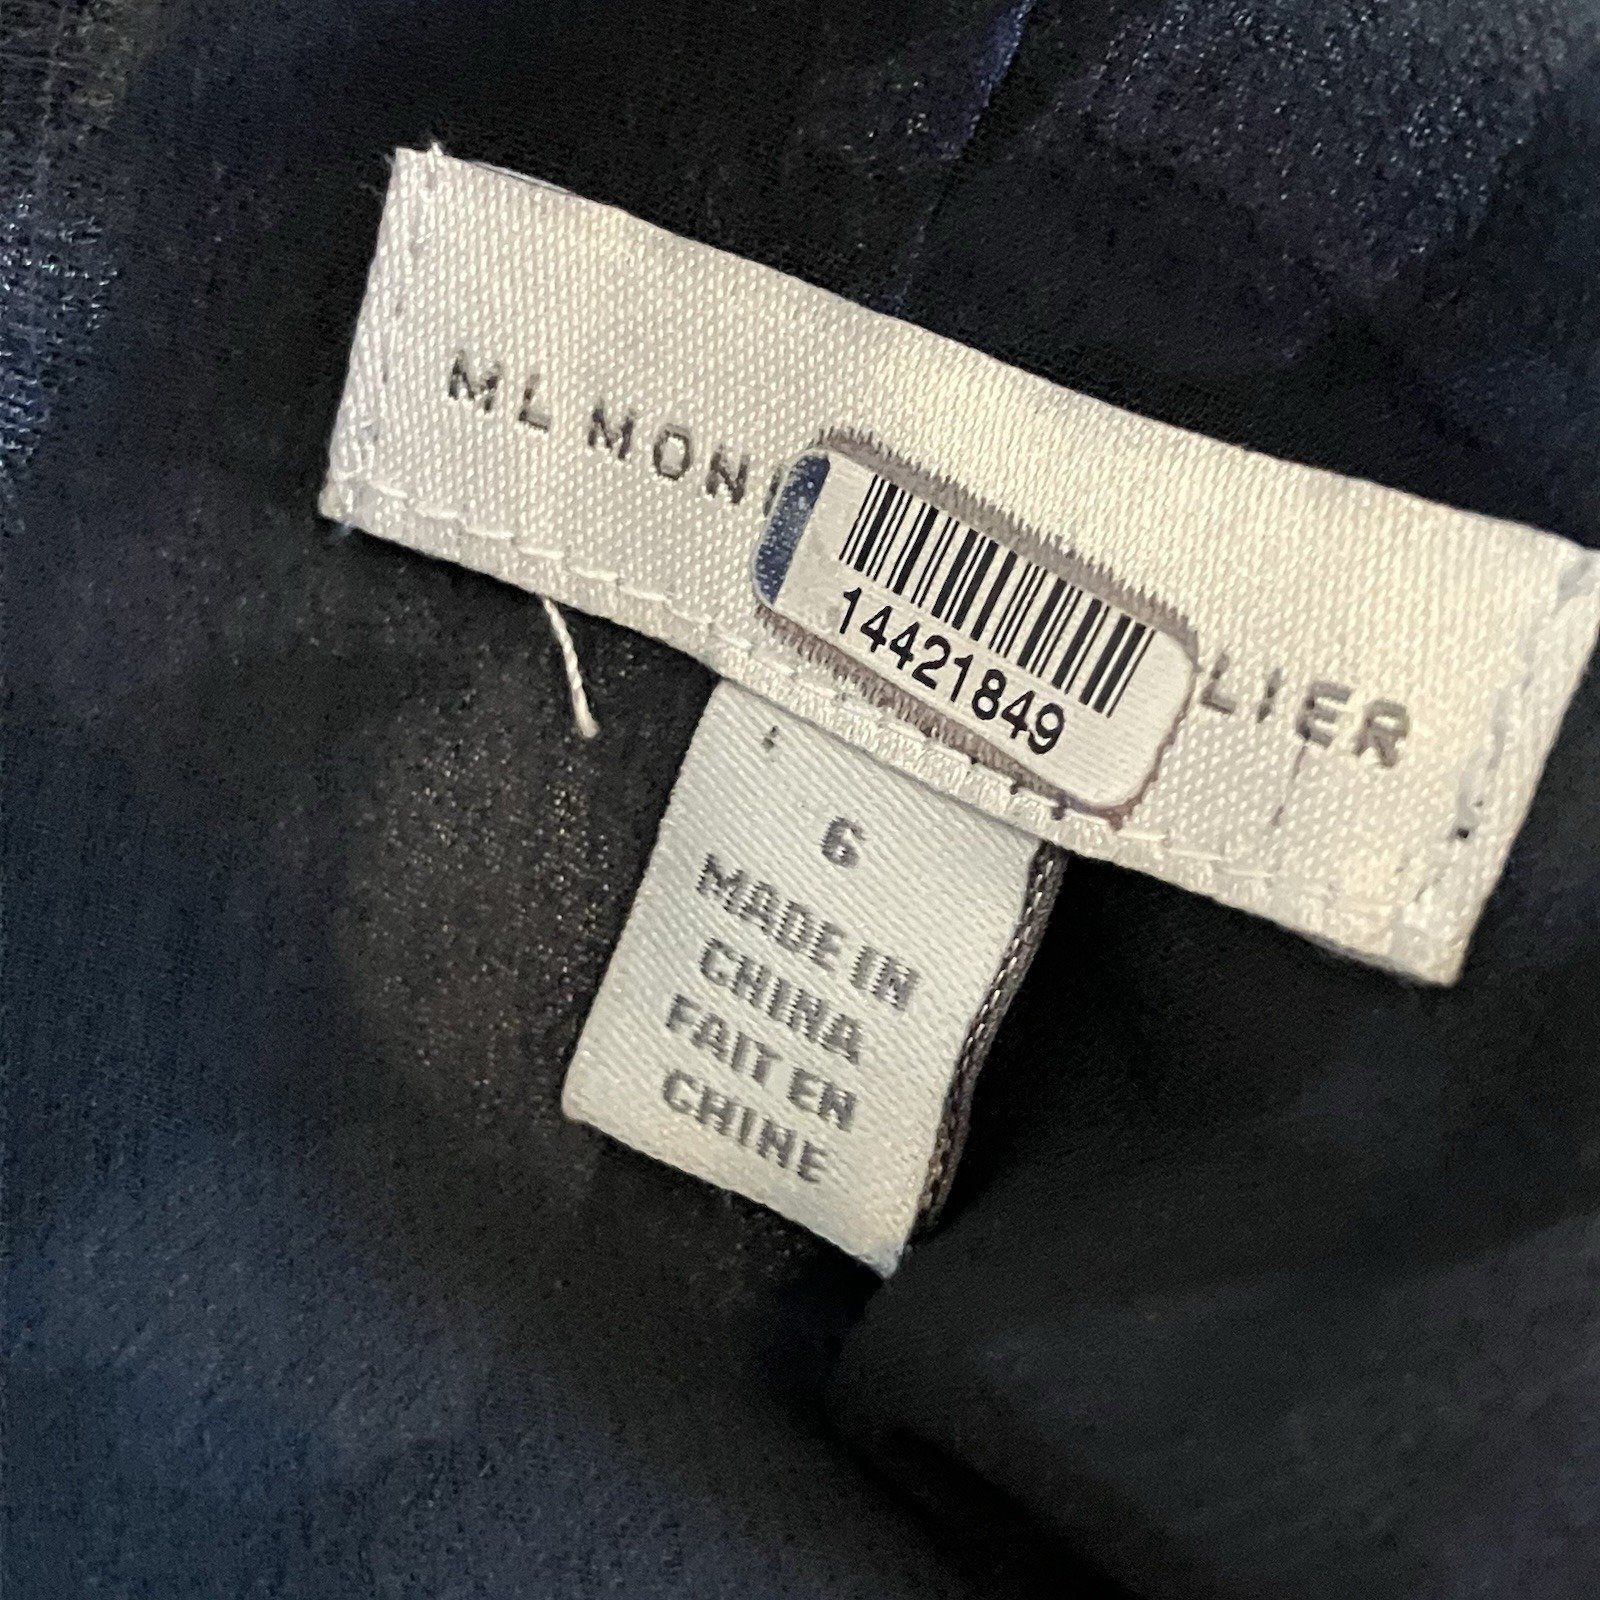 ML MON LIER
14421849
6
MADE IN
CHINA
FAIT EN
CHINE